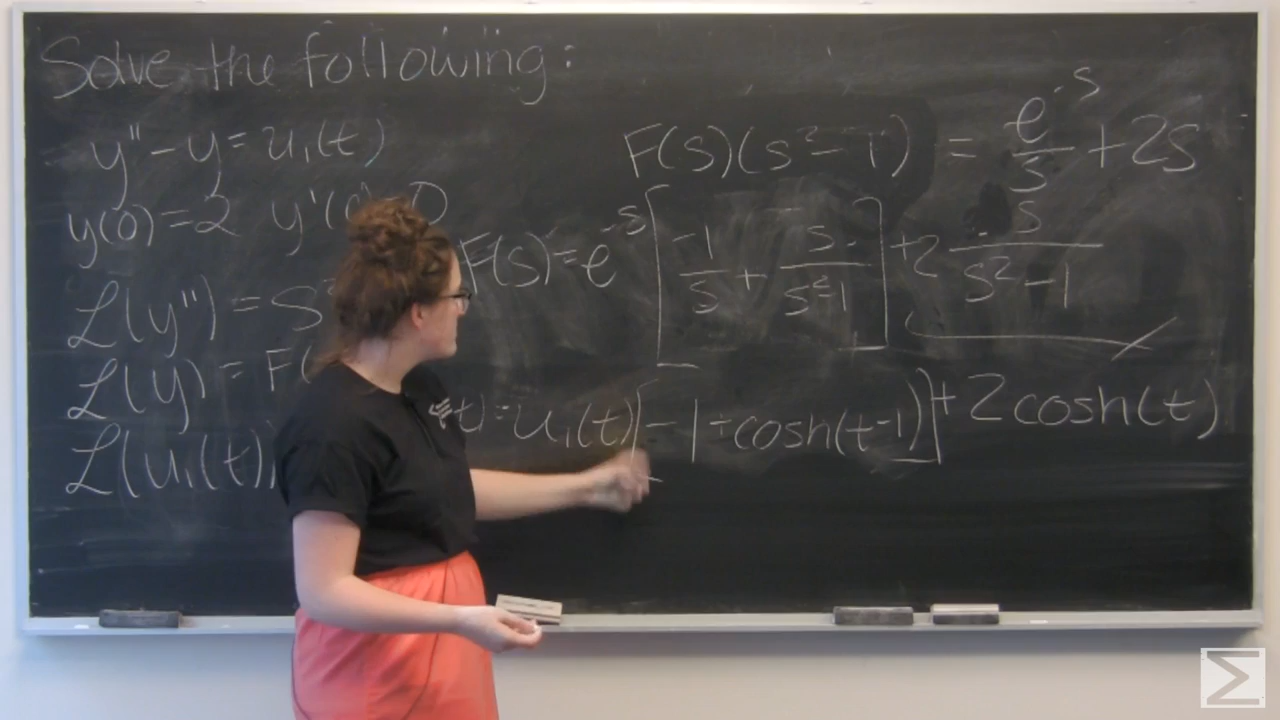 Solve the following:
y'' - y = u₁(t)
y(0) = 2 y'(0) = 0
ℒ(y'') = S²
ℒ(y) = F(
ℒ(u₁(t))
F(s)(s² - 1) = e^-s/s + 2s
F(s) = e^-s [-1/s + s/(s² - 1)] + 2 s/(s² - 1)
(t) = u₁(t)[-1 + cosh(t-1)] + 2cosh(t)
Σ